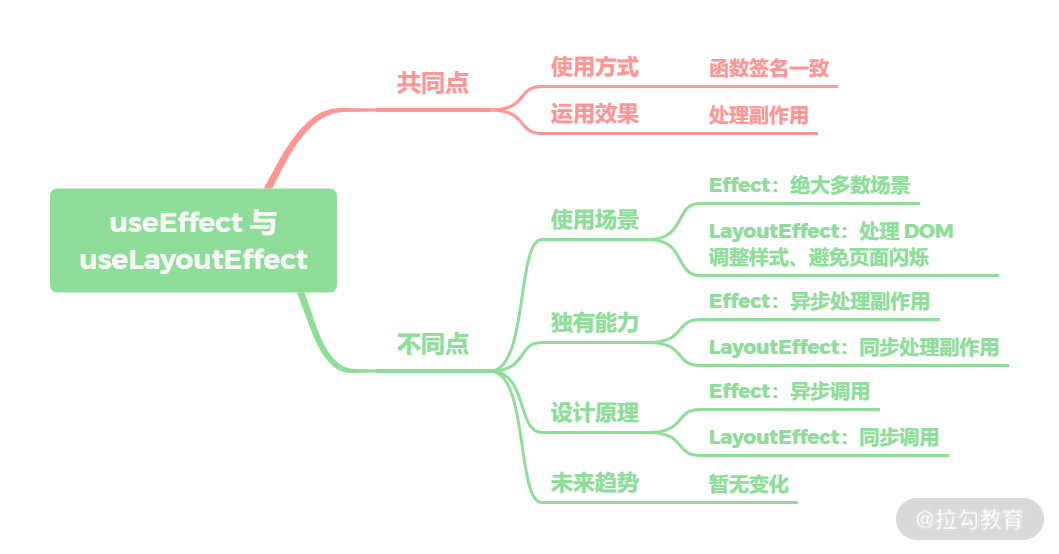 useEffect 与
useLayoutEffect
共同点
使用方式
函数签名一致
运用效果
处理副作用
不同点
使用场景
Effect：绝大多数场景
LayoutEffect：处理 DOM
调整样式、避免页面闪烁
独有能力
Effect：异步处理副作用
LayoutEffect：同步处理副作用
设计原理
Effect：异步调用
LayoutEffect：同步调用
未来趋势
暂无变化
@拉勾教育